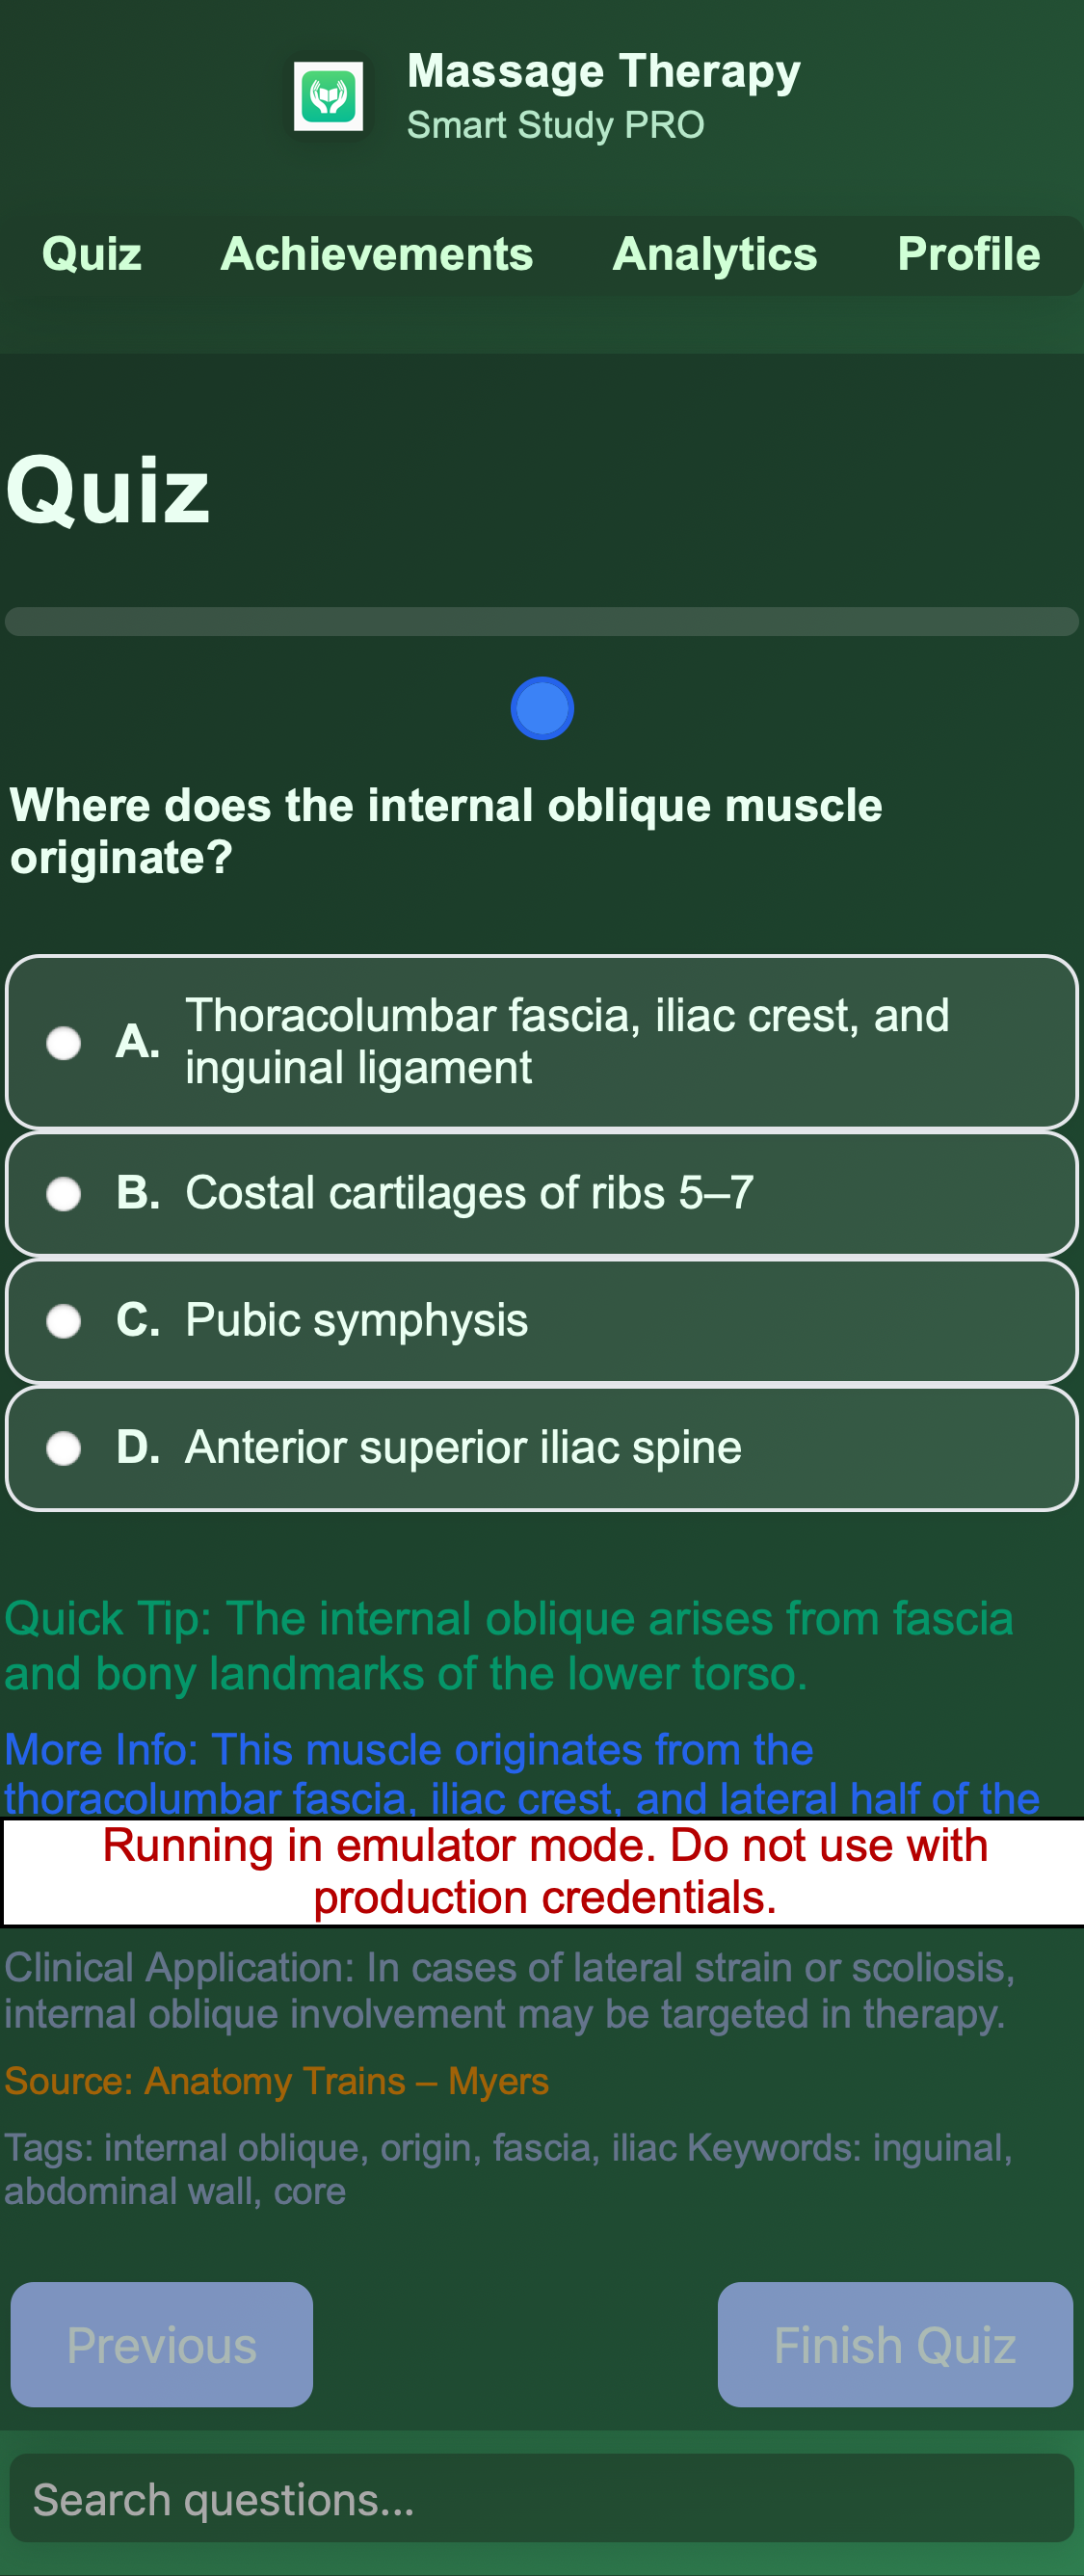 Massage Therapy
Smart Study PRO
Quiz Achievements Analytics Profile
Quiz
Where does the internal oblique muscle
originate?
A. Thoracolumbar fascia, iliac crest, and
inguinal ligament
B. Costal cartilages of ribs 5–7
C. Pubic symphysis
D. Anterior superior iliac spine
Quick Tip: The internal oblique arises from fascia
and bony landmarks of the lower torso.
More Info: This muscle originates from the
thoracolumbar fascia, iliac crest, and lateral half of the
Running in emulator mode. Do not use with
production credentials.
Clinical Application: In cases of lateral strain or scoliosis,
internal oblique involvement may be targeted in therapy.
Source: Anatomy Trains – Myers
Tags: internal oblique, origin, fascia, iliac Keywords: inguinal,
abdominal wall, core
Previous Finish Quiz
Search questions...